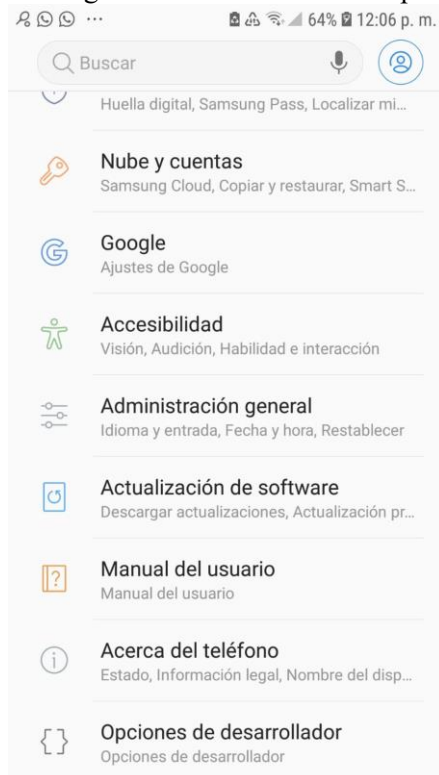 64% 12:06 p. m.
Buscar
Huella digital, Samsung Pass, Localizar mi...
Nube y cuentas
Samsung Cloud, Copiar y restaurar, Smart S...
Google
Ajustes de Google
Accesibilidad
Visión, Audición, Habilidad e interacción
Administración general
Idioma y entrada, Fecha y hora, Restablecer
Actualización de software
Descargar actualizaciones, Actualización pr...
Manual del usuario
Manual del usuario
Acerca del teléfono
Estado, Información legal, Nombre del disp...
Opciones de desarrollador
Opciones de desarrollador